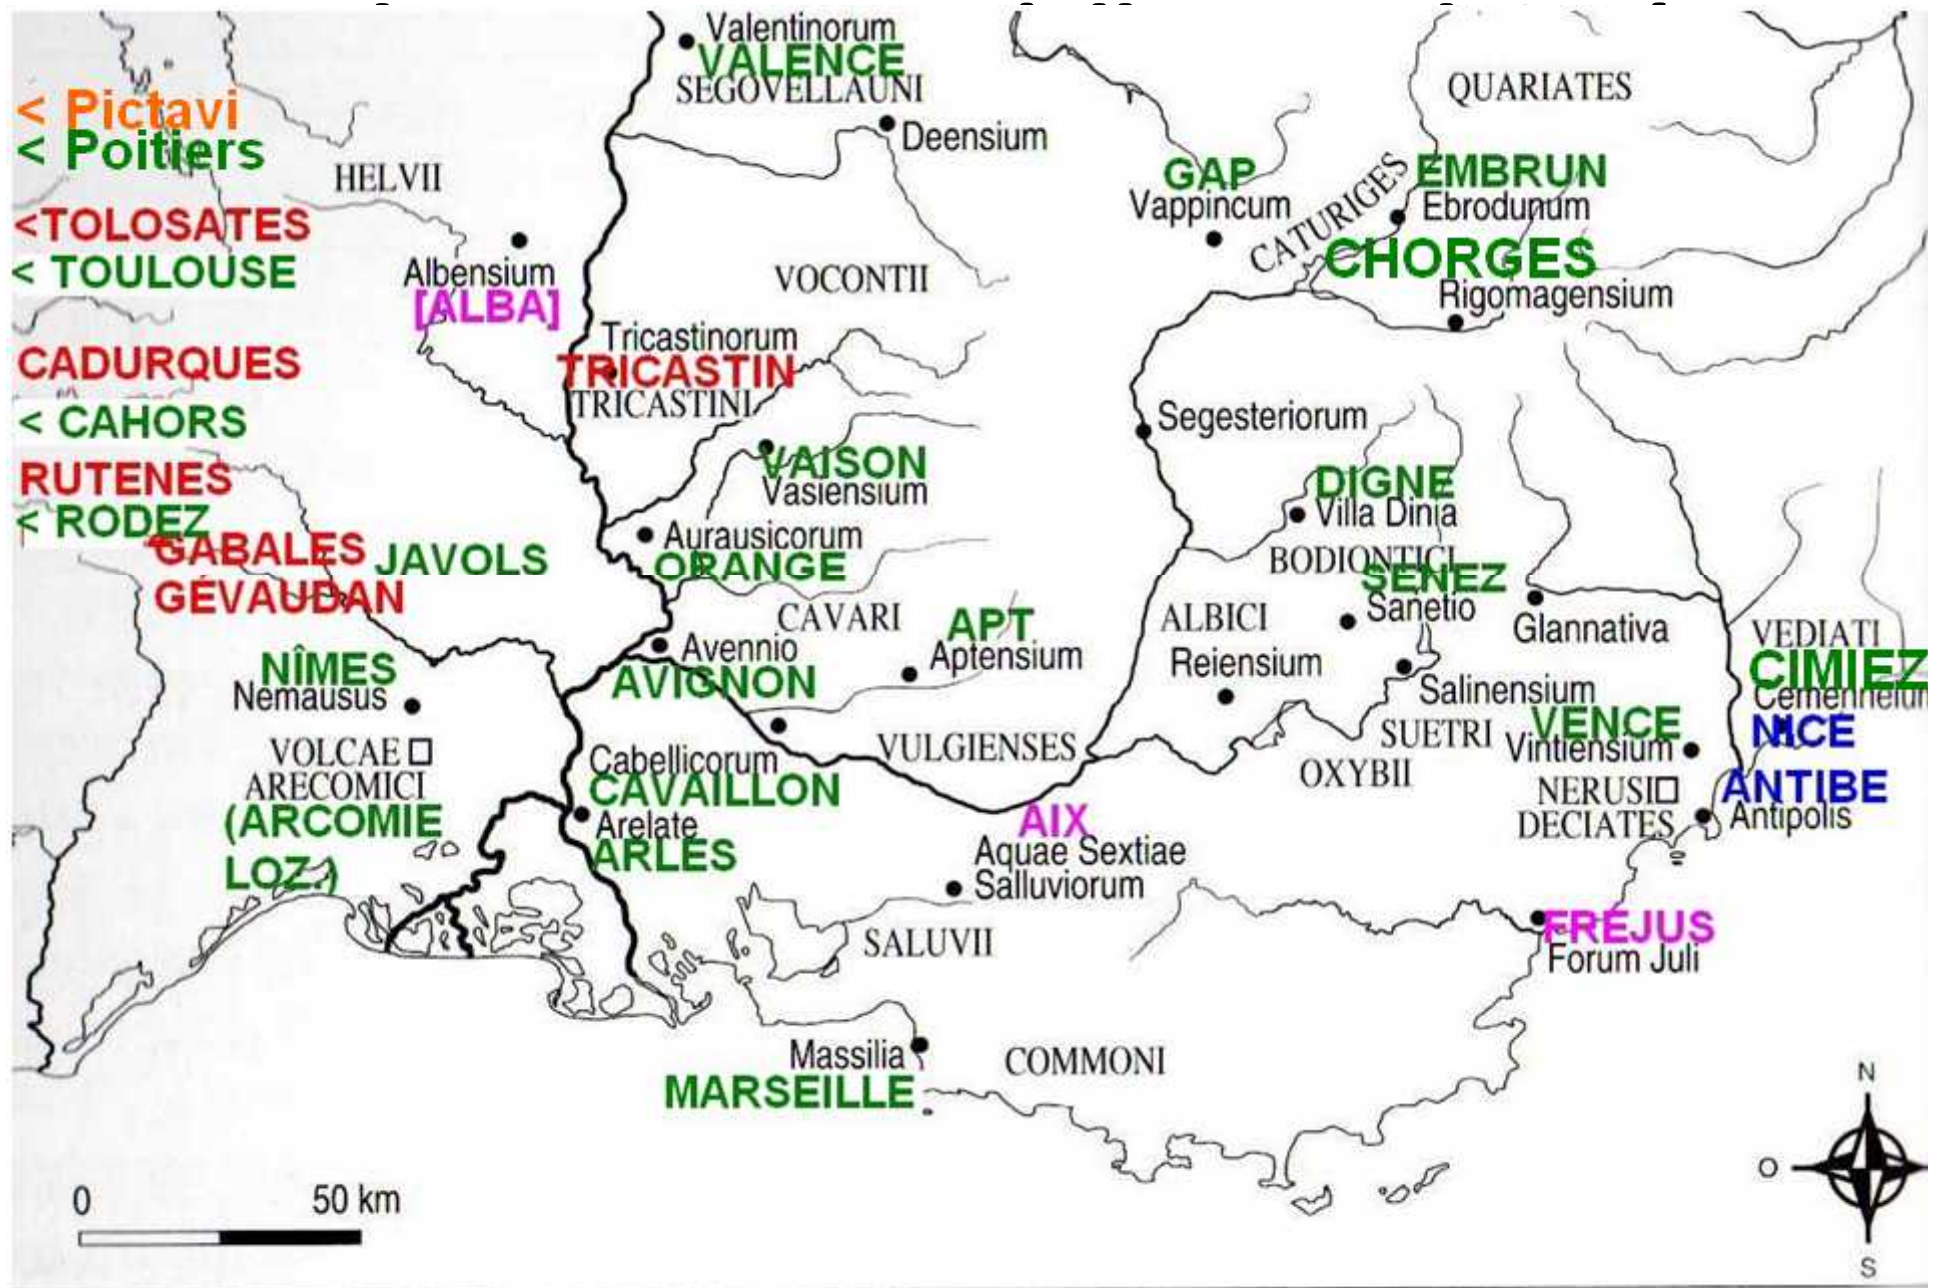 Valentinorum
VALENCE
SEGOVELLAUNI
Deensium
QUARIATES
< Pictavi
< Poitiers
HELVII
GAP
Vappincum
CATURIGES
EMBRUN
Ebrodunum
CHORGES
Rigomagensium
<TOLOSATES
< TOULOUSE
Albensium
[ALBA]
VOCONTII
Tricastinorum
TRICASTIN
TRICASTINI
CADURQUES
< CAHORS
Segesteriorum
RUTENES
< RODEZ
VAISON
Vasiensium
DIGNE
Villa Dinia
BODIONTICI
GABALES
GÉVAUDAN
JAVOLS
Aurausicorum
ORANGE
SENEZ
Sanetio
Glannativa
CAVARI
APT
Aptensium
ALBICI
Reiensium
VEDIATI
CIMIEZ
NÎMES
Nemausus
Avennio
AVIGNON
Salinensium
SUETRI
VENCE
Vintiensium
NICE
VOLCAE
ARECOMICI
(ARCOMIE
LOZ.)
Cabellicorum
CAVAILLON
Arelate
ARLES
VULGIENSES
OXYBII
NERUSI
DECIATES
ANTIBE
Antipolis
AIX
Aquae Sextiae
Salluviorum
SALUVII
FRÉJUS
Forum Juli
Massilia
MARSEILLE
COMMONI
0 50 km
N
O
S